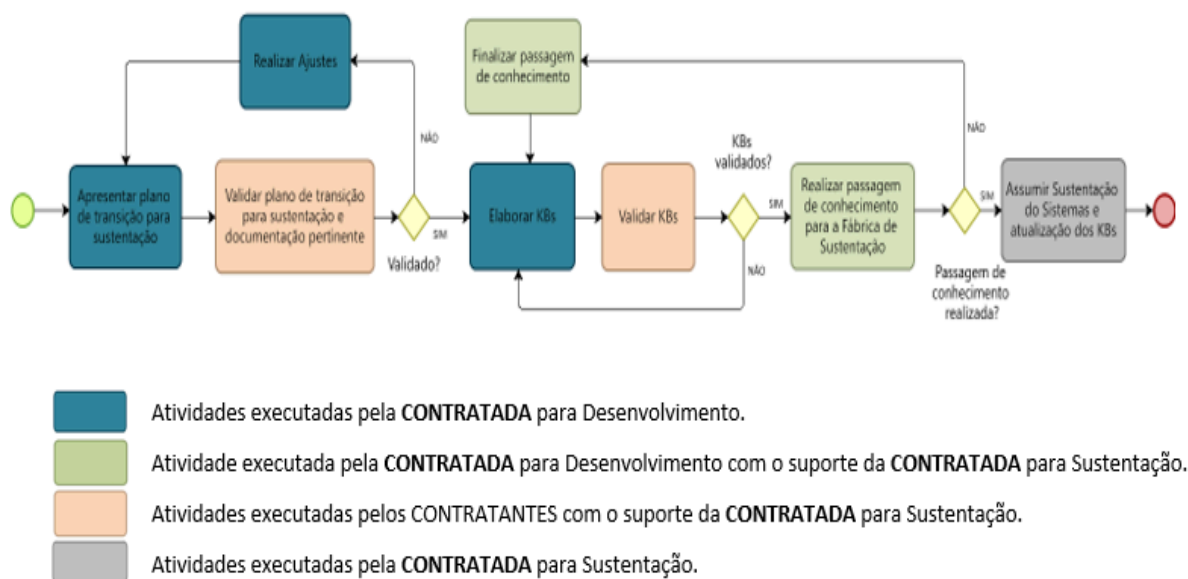 Realizar Ajustes
Finalizar passagem
de conhecimento
NÃO
KBs
validados?
NÃO
Apresentar plano
de transição para
sustentação
Validar plano de transição
para sustentação e
documentação pertinente
SIM
Validado?
Elaborar KBs
Validar KBs
SIM
NÃO
Realizar passagem
de conhecimento
para a Fábrica de
Sustentação
SIM
Passagem de
conhecimento
realizada?
Assumir Sustentação
do Sistemas e
atualização dos KBs
Atividades executadas pela CONTRATADA para Desenvolvimento.
Atividade executada pela CONTRATADA para Desenvolvimento com o suporte da CONTRATADA para Sustentação.
Atividades executadas pelos CONTRATANTES com o suporte da CONTRATADA para Sustentação.
Atividades executadas pela CONTRATADA para Sustentação.